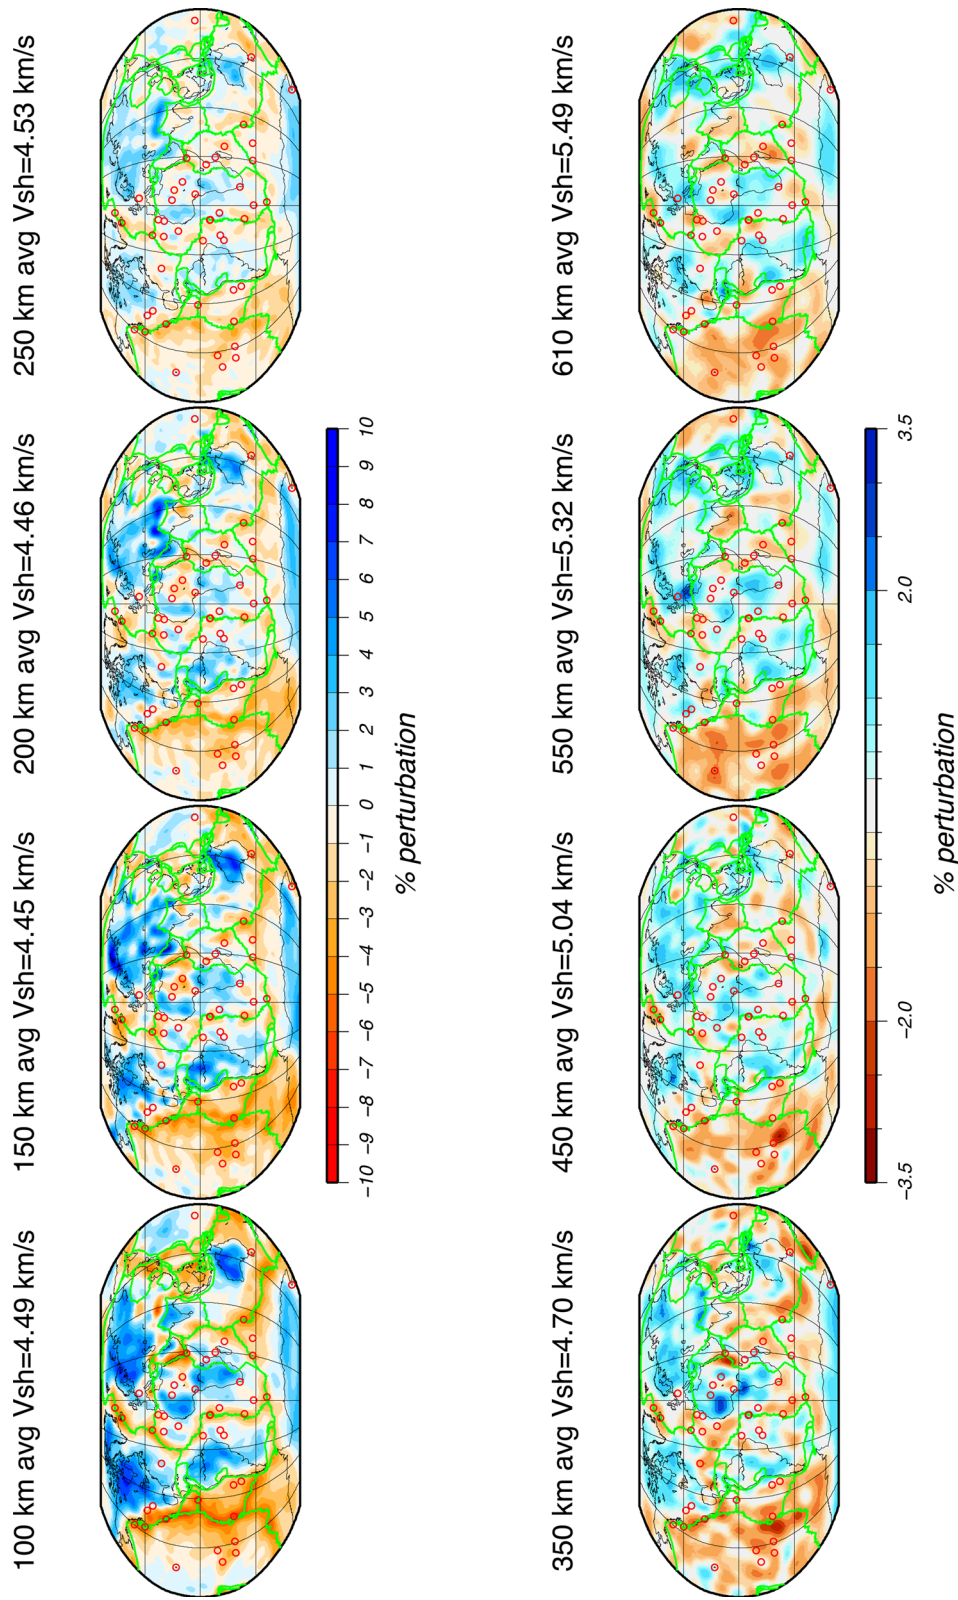 100 km avg Vsh=4.49 km/s
150 km avg Vsh=4.45 km/s
200 km avg Vsh=4.46 km/s
250 km avg Vsh=4.53 km/s
−10 −9 −8 −7 −6 −5 −4 −3 −2 −1 0 1 2 3 4 5 6 7 8 9 10
% perturbation
350 km avg Vsh=4.70 km/s
450 km avg Vsh=5.04 km/s
550 km avg Vsh=5.32 km/s
610 km avg Vsh=5.49 km/s
−3.5 −2.0 2.0 3.5
% perturbation